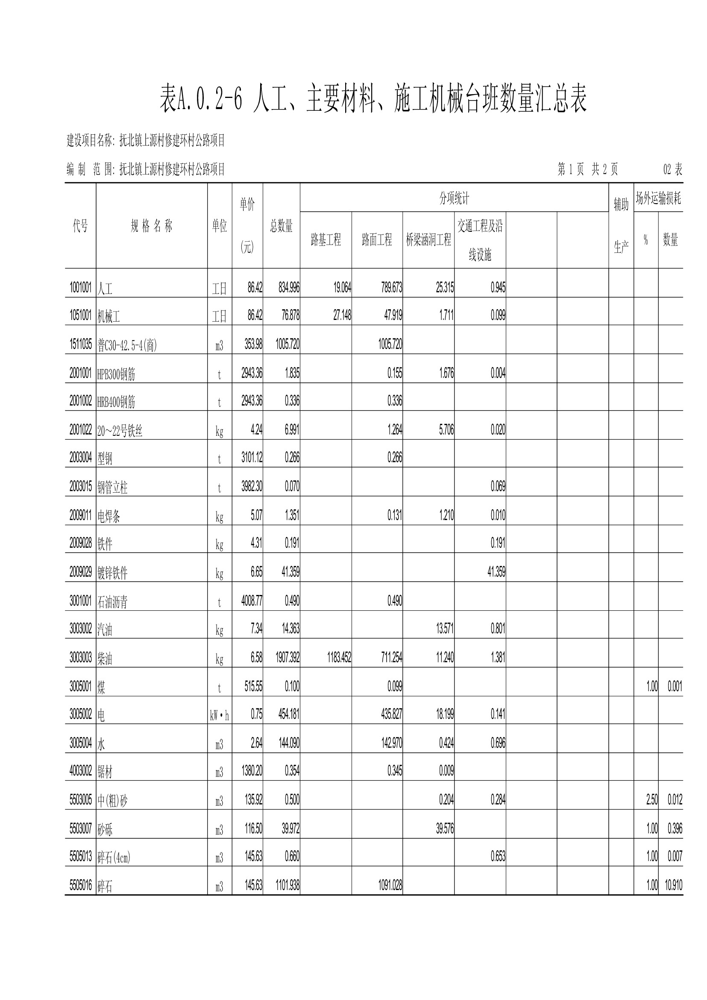 表A.0.2-6 人工、主要材料、施工机械台班数量汇总表
建设项目名称: 抚北镇上源村修建环村公路项目
编 制 范 围: 抚北镇上源村修建环村公路项目 第 1 页 共 2 页 02 表
代号 规 格 名 称 单位 单价 (元) 总数量 分项统计 辅助 生产 场外运输损耗
路基工程 路面工程 桥梁涵洞工程 交通工程及沿 线设施 % 数量
1001001 人工 工日 86.42 834.996 19.064 789.673 25.315 0.945
1051001 机械工 工日 86.42 76.878 27.148 47.919 1.711 0.099
1511035 普C30-42.5-4(商) m3 353.98 1005.720 1005.720
2001001 HPB300钢筋 t 2943.36 1.835 0.155 1.676 0.004
2001002 HRB400钢筋 t 2943.36 0.336 0.336
2001022 20～22号铁丝 kg 4.24 6.991 1.264 5.706 0.020
2003004 型钢 t 3101.12 0.266 0.266
2003015 钢管立柱 t 3982.30 0.070 0.069
2009011 电焊条 kg 5.07 1.351 0.131 1.210 0.010
2009028 铁件 kg 4.31 0.191 0.191
2009029 镀锌铁件 kg 6.65 41.359 41.359
3001001 石油沥青 t 4008.77 0.490 0.490
3003002 汽油 kg 7.34 14.363 13.571 0.801
3003003 柴油 kg 6.58 1907.392 1183.452 711.254 11.240 1.381
3005001 煤 t 515.55 0.100 0.099 1.00 0.001
3005002 电 kW·h 0.75 454.181 435.827 18.199 0.141
3005004 水 m3 2.64 144.090 142.970 0.424 0.696
4003002 锯材 m3 1380.20 0.354 0.345 0.009
5503005 中(粗)砂 m3 135.92 0.500 0.204 0.284 2.50 0.012
5503007 砂砾 m3 116.50 39.972 39.576 1.00 0.396
5505013 碎石(4cm) m3 145.63 0.660 0.653 1.00 0.007
5505016 碎石 m3 145.63 1101.938 1091.028 1.00 10.910